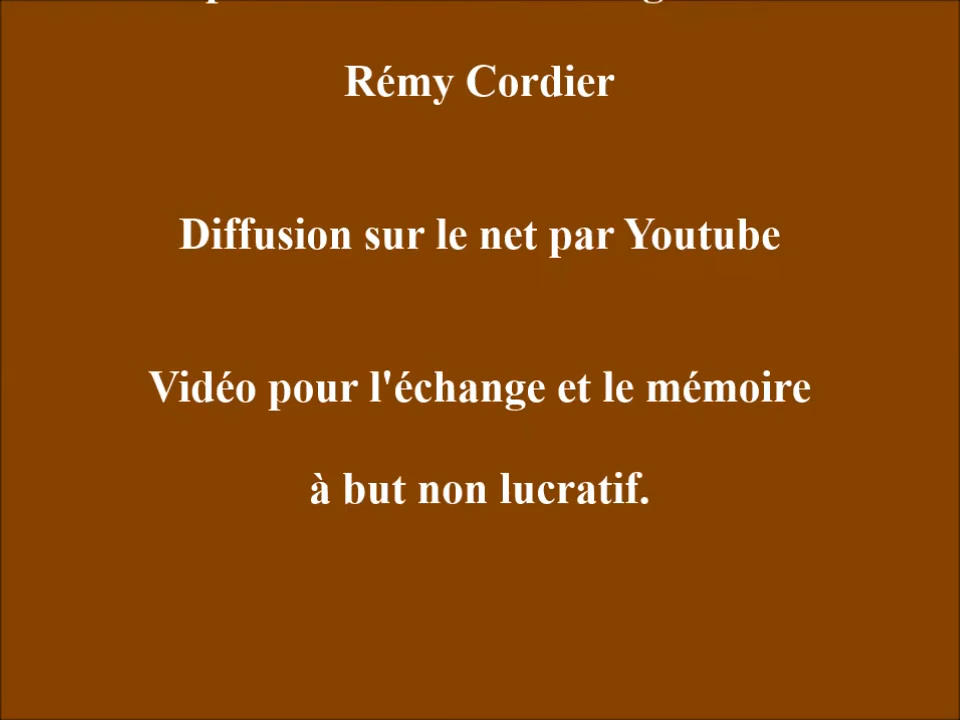 Rémy Cordier
Diffusion sur le net par Youtube
Vidéo pour l'échange et le mémoire
à but non lucratif.